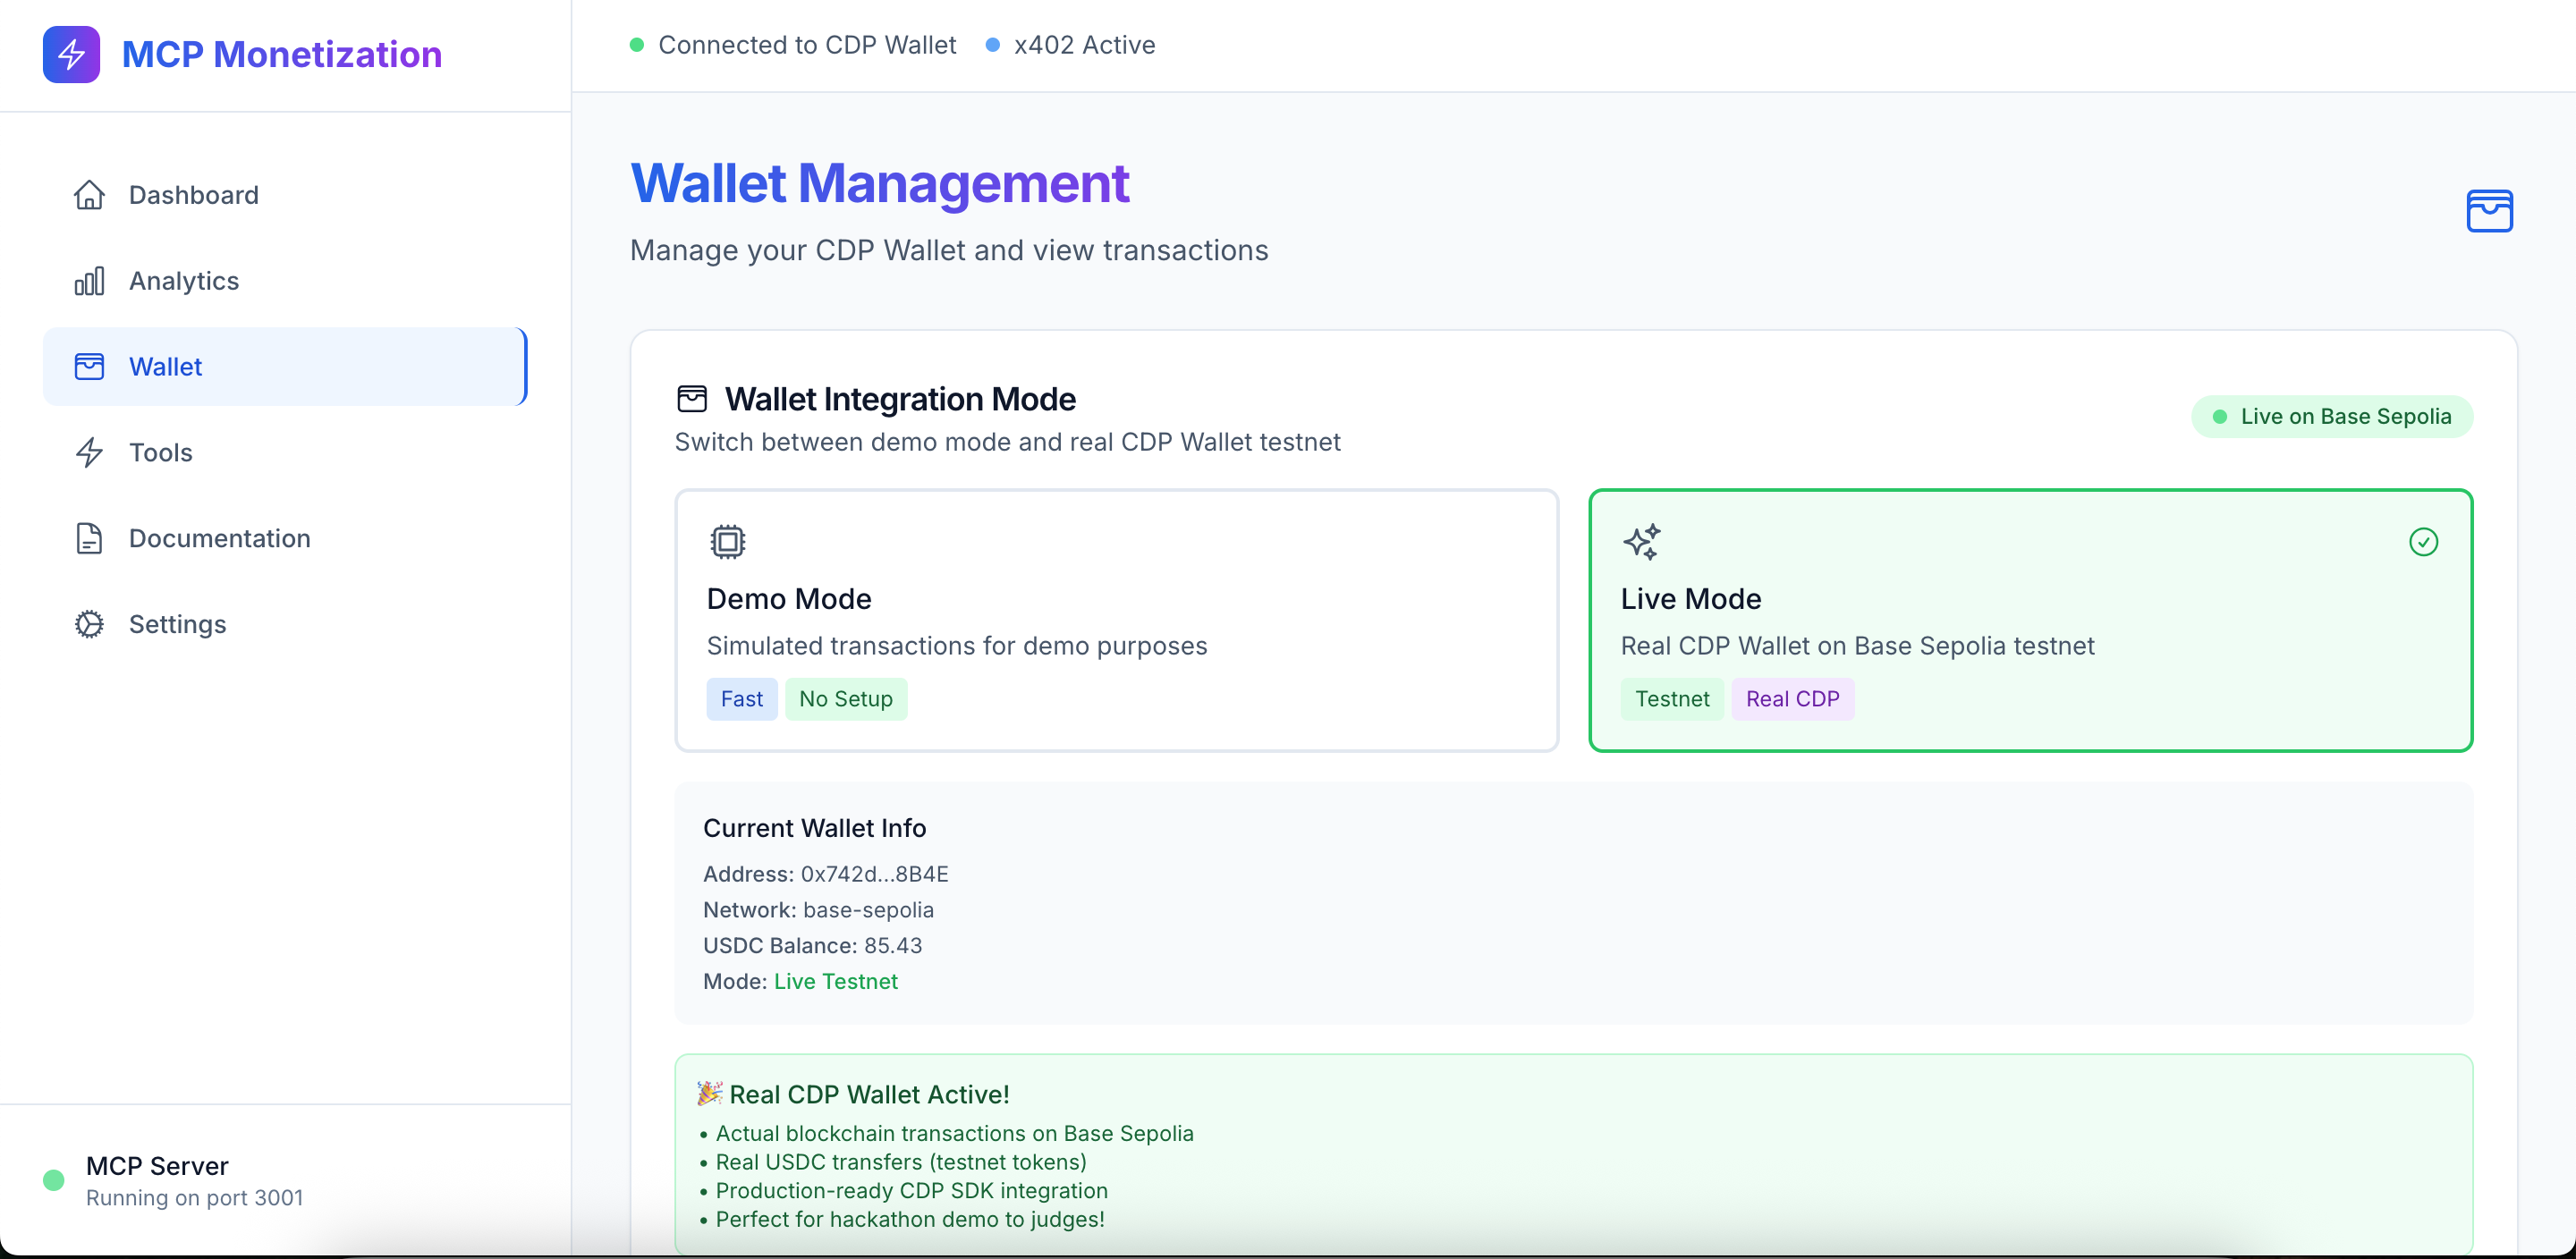 MCP Monetization
Dashboard
Analytics
Wallet
Tools
Documentation
Settings
MCP Server
Running on port 3001
Connected to CDP Wallet
x402 Active
Wallet Management
Manage your CDP Wallet and view transactions
Wallet Integration Mode
Switch between demo mode and real CDP Wallet testnet
Live on Base Sepolia
Demo Mode
Simulated transactions for demo purposes
Fast
No Setup
Live Mode
Real CDP Wallet on Base Sepolia testnet
Testnet
Real CDP
Current Wallet Info
Address: 0x742d...8B4E
Network: base-sepolia
USDC Balance: 85.43
Mode: Live Testnet
🎉 Real CDP Wallet Active!
• Actual blockchain transactions on Base Sepolia
• Real USDC transfers (testnet tokens)
• Production-ready CDP SDK integration
• Perfect for hackathon demo to judges!